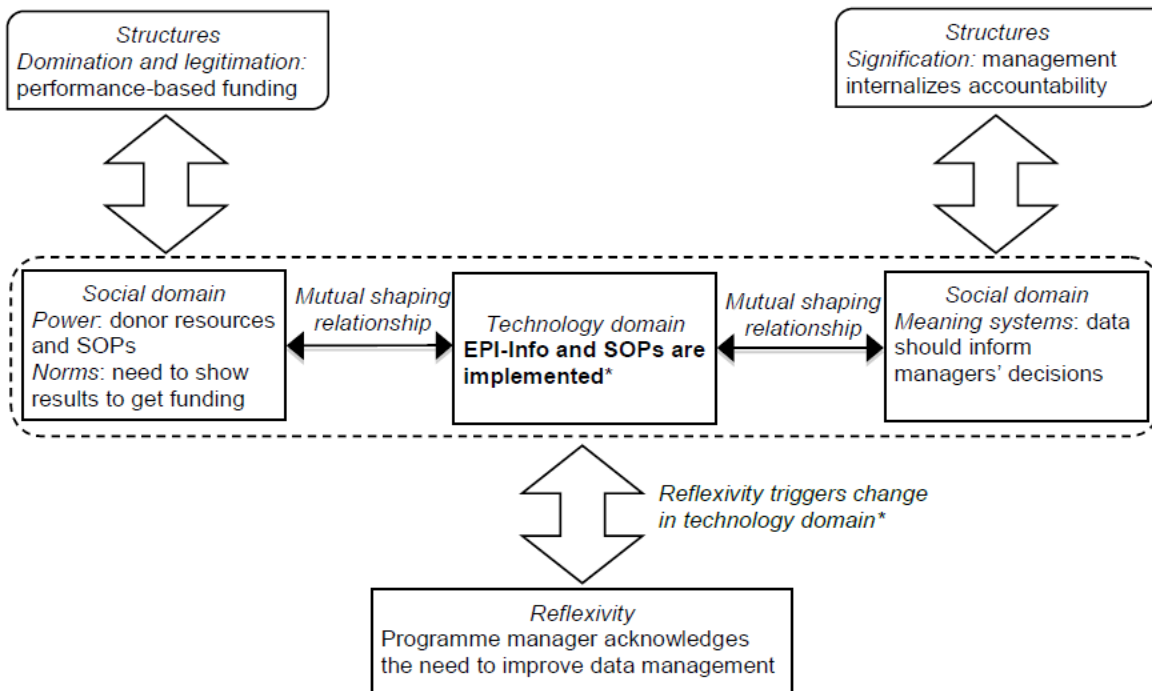 Structures
Domination and legitimation:
performance-based funding
Structures
Signification: management
internalizes accountability
Social domain
Power: donor resources
and SOPs
Norms: need to show
results to get funding
Mutual shaping
relationship
Technology domain
EPI-Info and SOPs are
implemented*
Mutual shaping
relationship
Social domain
Meaning systems: data
should inform
managers’ decisions
Reflexivity triggers change
in technology domain*
Reflexivity
Programme manager acknowledges
the need to improve data management